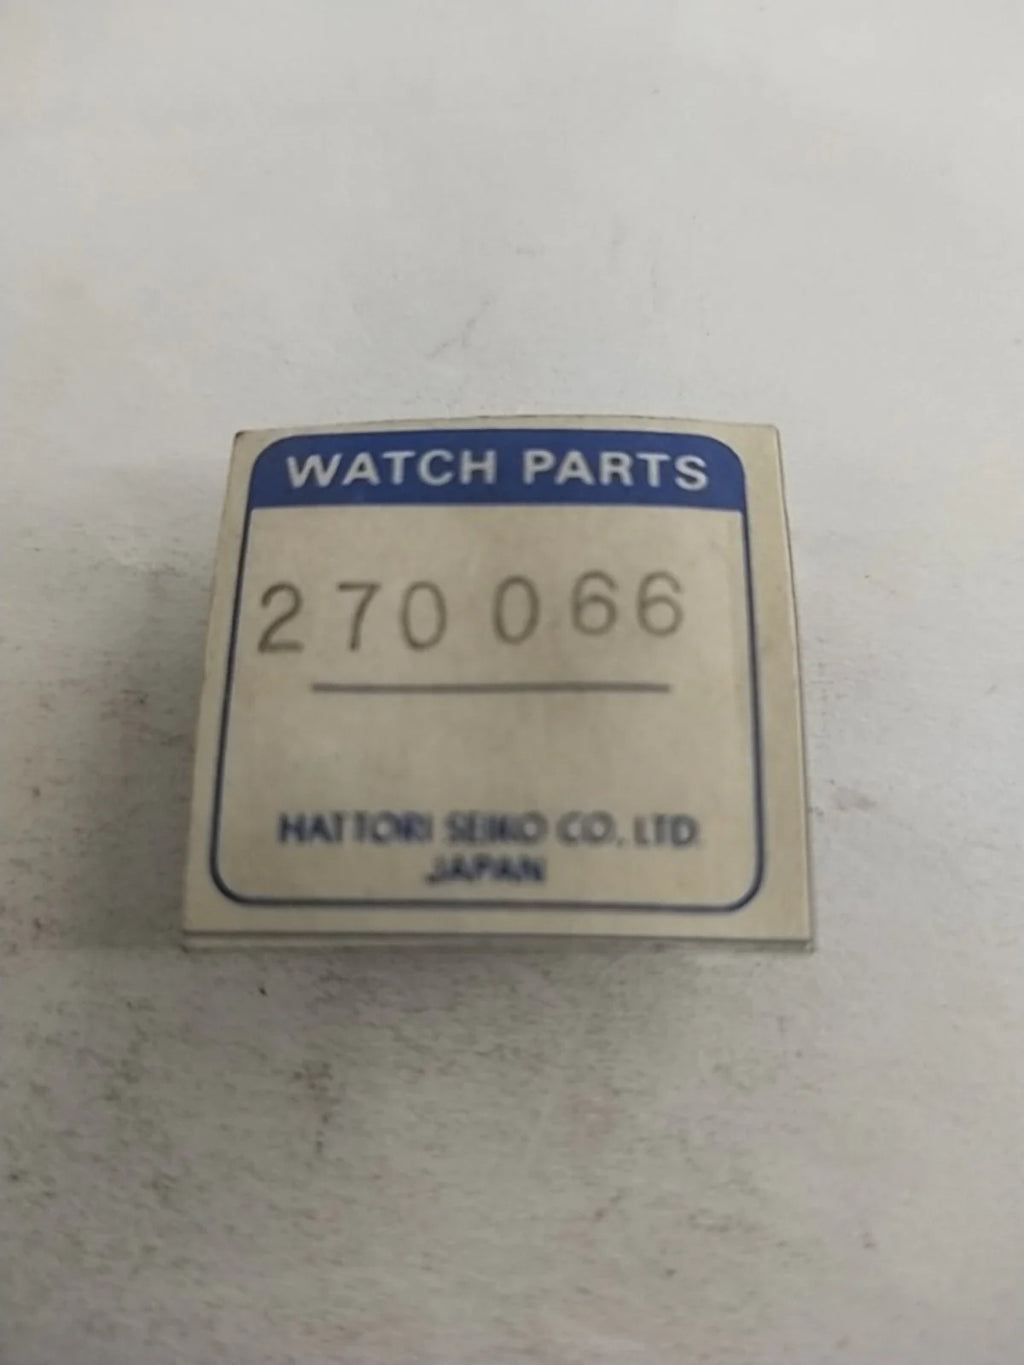 WATCH PARTS
270 066
HATTORI SEIKO CO., LTD.
JAPAN